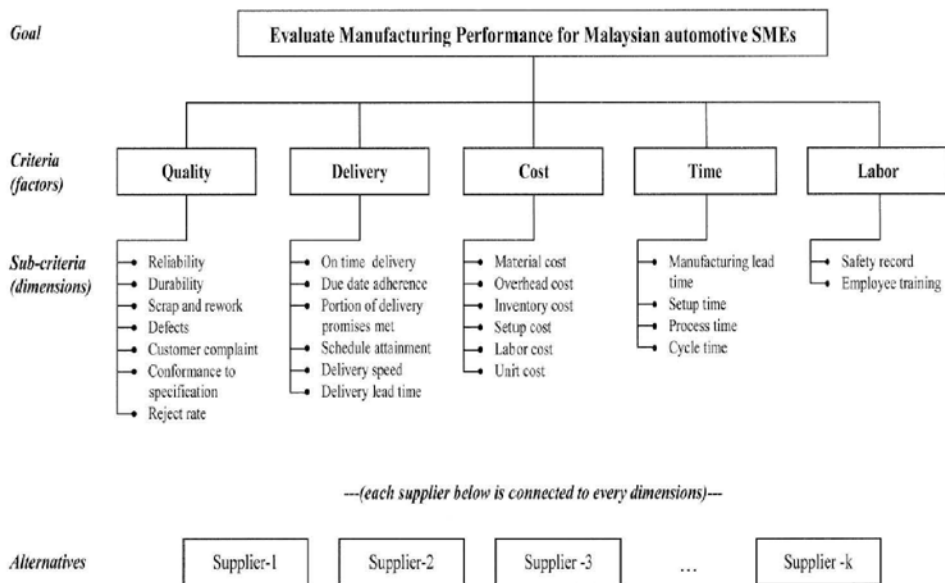 Goal
Evaluate Manufacturing Performance for Malaysian automotive SMEs
Criteria
(factors)
Quality
Delivery
Cost
Time
Labor
Sub-criteria
(dimensions)
Reliability
Durability
Scrap and rework
Defects
Customer complaint
Conformance to
specification
Reject rate
On time delivery
Due date adherence
Portion of delivery
promises met
Schedule attainment
Delivery speed
Delivery lead time
Material cost
Overhead cost
Inventory cost
Setup cost
Labor cost
Unit cost
Manufacturing lead
time
Setup time
Process time
Cycle time
Safety record
Employee training
---(each supplier below is connected to every dimensions)---
Alternatives
Supplier-1
Supplier-2
Supplier -3
...
Supplier -k